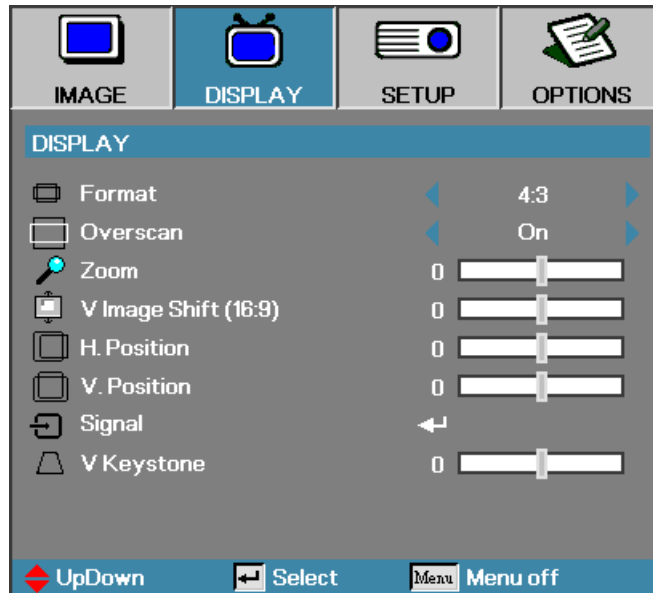 IMAGE DISPLAY SETUP OPTIONS
DISPLAY
Format 4:3
Overscan On
Zoom 0
V Image Shift (16:9) 0
H. Position 0
V. Position 0
Signal
V Keystone 0
UpDown Select Menu Menu off